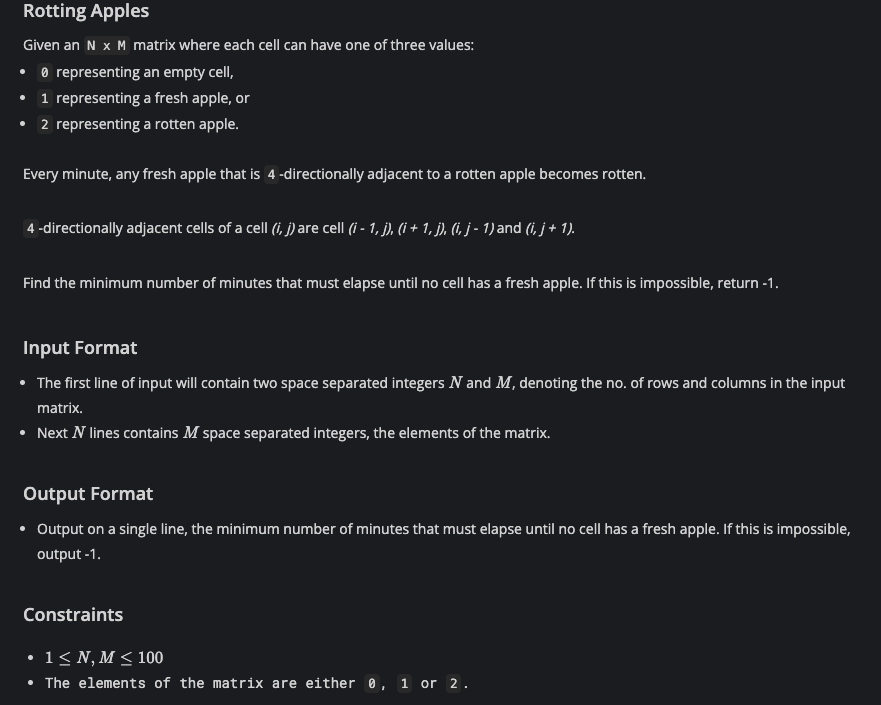 Rotting Apples
Given an N x M matrix where each cell can have one of three values:
• 0 representing an empty cell,
• 1 representing a fresh apple, or
• 2 representing a rotten apple.
Every minute, any fresh apple that is 4 -directionally adjacent to a rotten apple becomes rotten.
4 -directionally adjacent cells of a cell (i, j) are cell (i - 1, j), (i + 1, j), (i, j - 1) and (i, j + 1).
Find the minimum number of minutes that must elapse until no cell has a fresh apple. If this is impossible, return -1.
Input Format
• The first line of input will contain two space separated integers N and M, denoting the no. of rows and columns in the input
matrix.
• Next N lines contains M space separated integers, the elements of the matrix.
Output Format
• Output on a single line, the minimum number of minutes that must elapse until no cell has a fresh apple. If this is impossible,
output -1.
Constraints
• 1 ≤ N, M ≤ 100
• The elements of the matrix are either 0, 1 or 2.